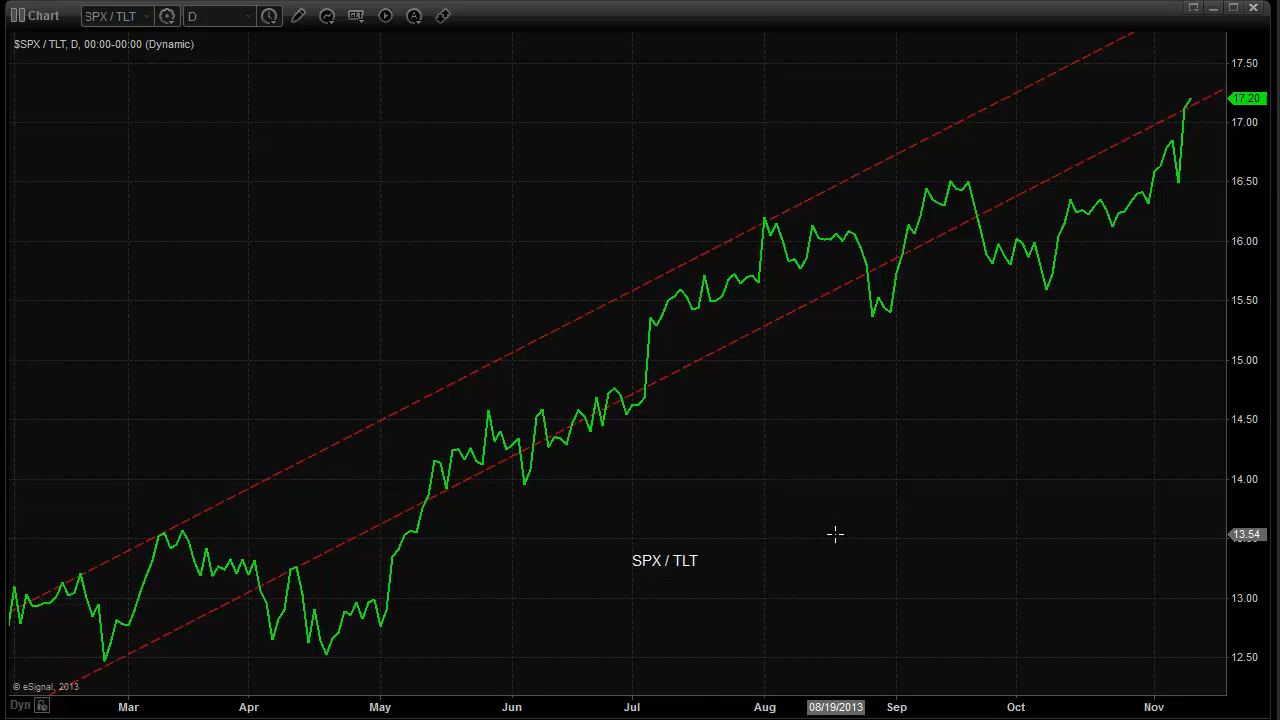 Chart SPX / TLT D GET A
$SPX / TLT, D, 00:00-00:00 (Dynamic)
17.50
17.20
17.00
16.50
16.00
15.50
15.00
14.50
14.00
13.54
SPX / TLT
13.00
12.50
© eSignal, 2013
Dyn Mar Apr May Jun Jul Aug 08/19/2013 Sep Oct Nov